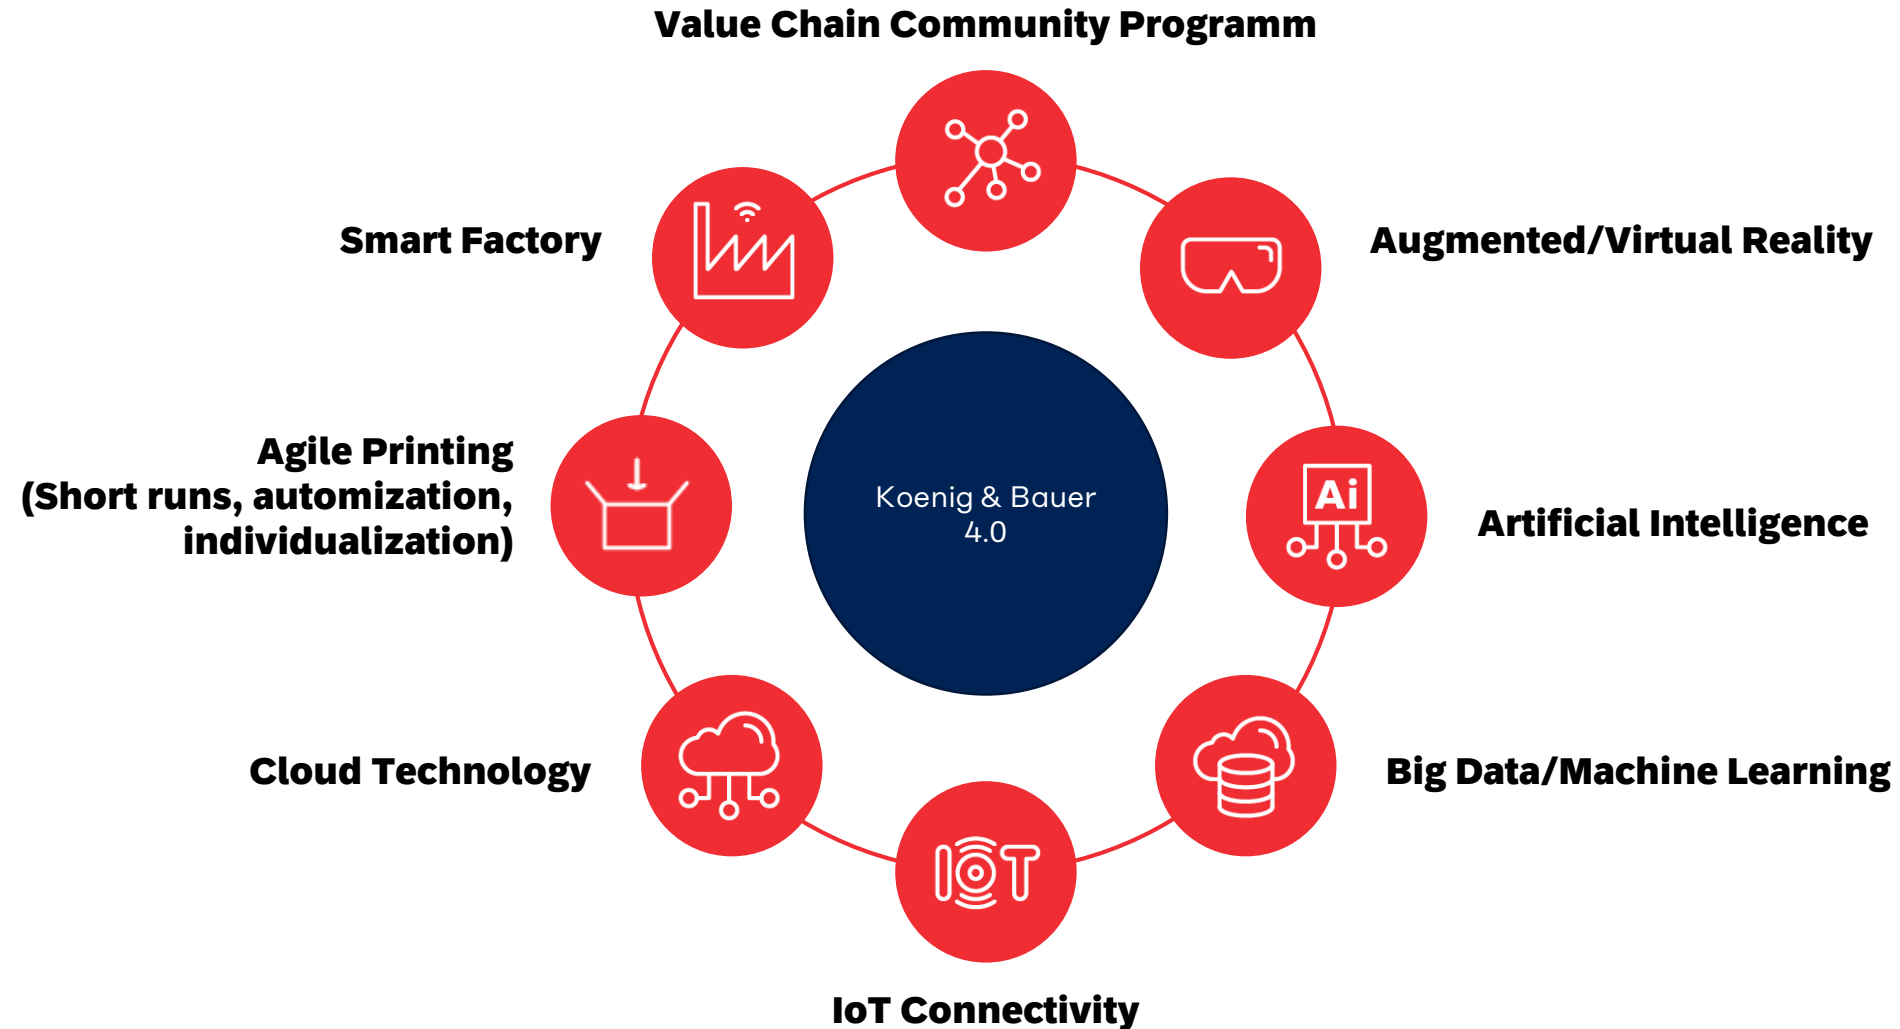 Value Chain Community Programm
Smart Factory
Augmented/Virtual Reality
Agile Printing
(Short runs, automization,
individualization)
Koenig & Bauer
4.0
Ai
Artificial Intelligence
Cloud Technology
Big Data/Machine Learning
IOT
IoT Connectivity